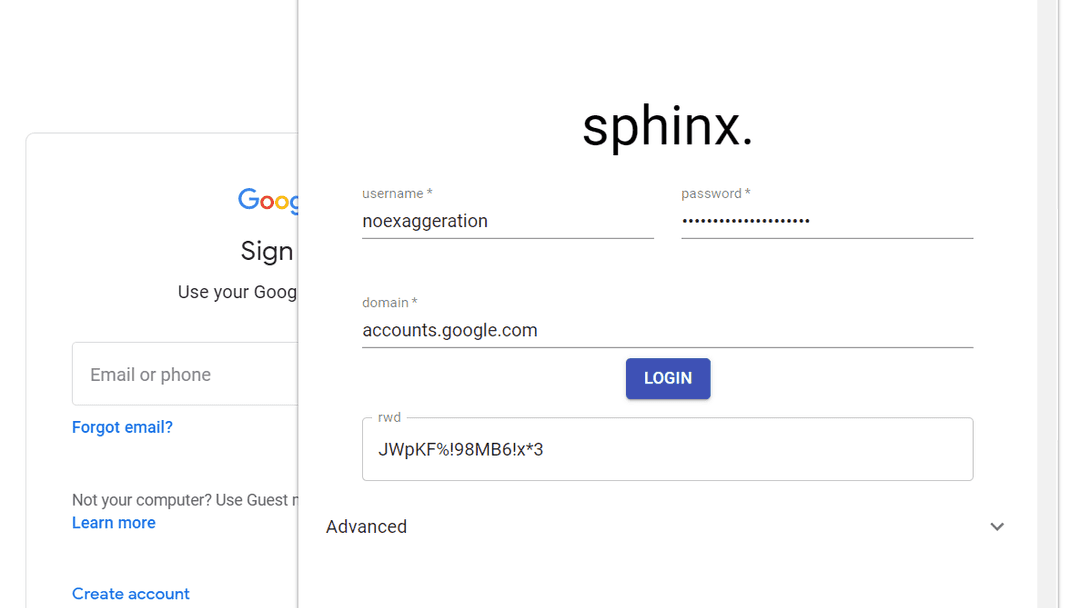 Goog
Sign
Use your Goog
Email or phone
Forgot email?
Not your computer? Use Guest
Learn more
Create account
sphinx.
username *
password *
noexaggeration
•••••••••••••••••••••
domain *
accounts.google.com
LOGIN
rwd
JWpKF%!98MB6!x*3
Advanced